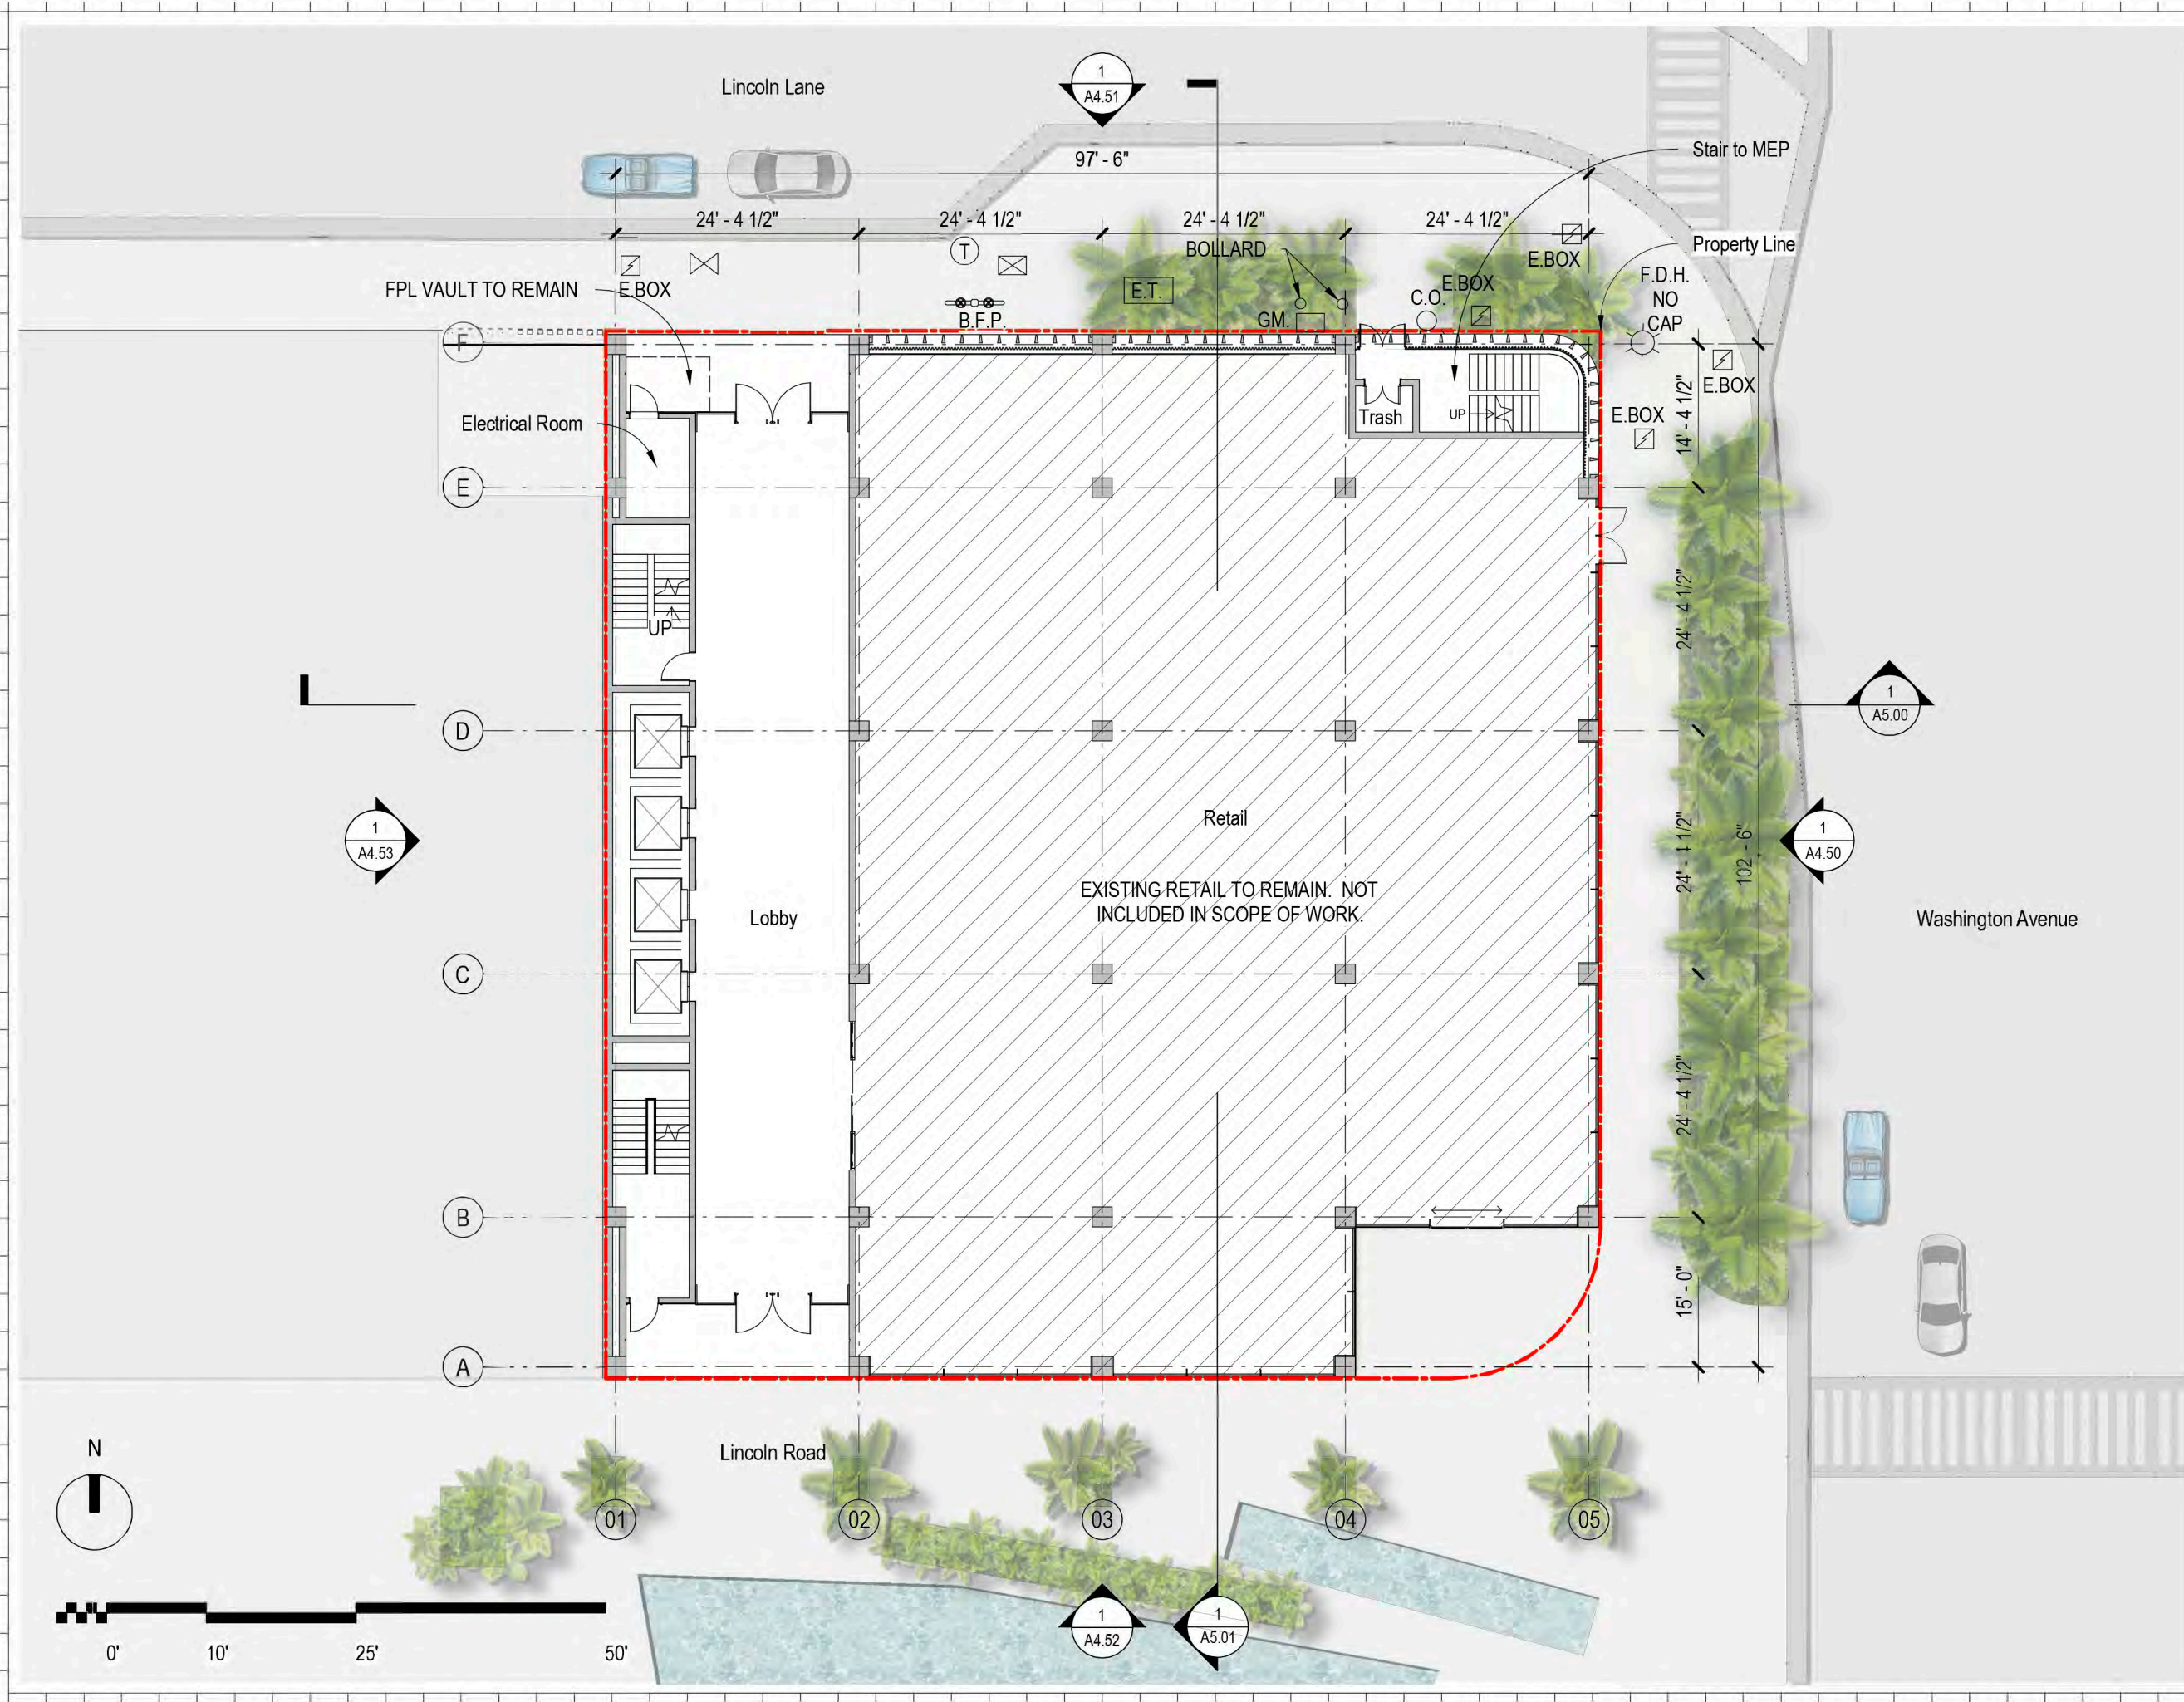 Lincoln Lane
1
A4.51
97' - 6"
Stair to MEP
24' - 4 1/2"
24' - 4 1/2"
24' - 4 1/2"
24' - 4 1/2"
T
BOLLARD
Property Line
E.BOX
FPL VAULT TO REMAIN
E.BOX
E.T.
E.BOX
F.D.H.
NO
CAP
C.O.
B.F.P.
GM.
F
E.BOX
14' - 4 1/2"
Electrical Room
Trash
UP
E.BOX
E
24' - 4 1/2"
UP
D
1
A5.00
Retail
1
A4.53
24' - 4 1/2"
102' - 6"
1
A4.50
EXISTING RETAIL TO REMAIN. NOT
INCLUDED IN SCOPE OF WORK.
Lobby
Washington Avenue
C
24' - 4 1/2"
B
15' - 0"
A
N
Lincoln Road
01
02
03
04
05
1
A4.52
1
A5.01
0'
10'
25'
50'